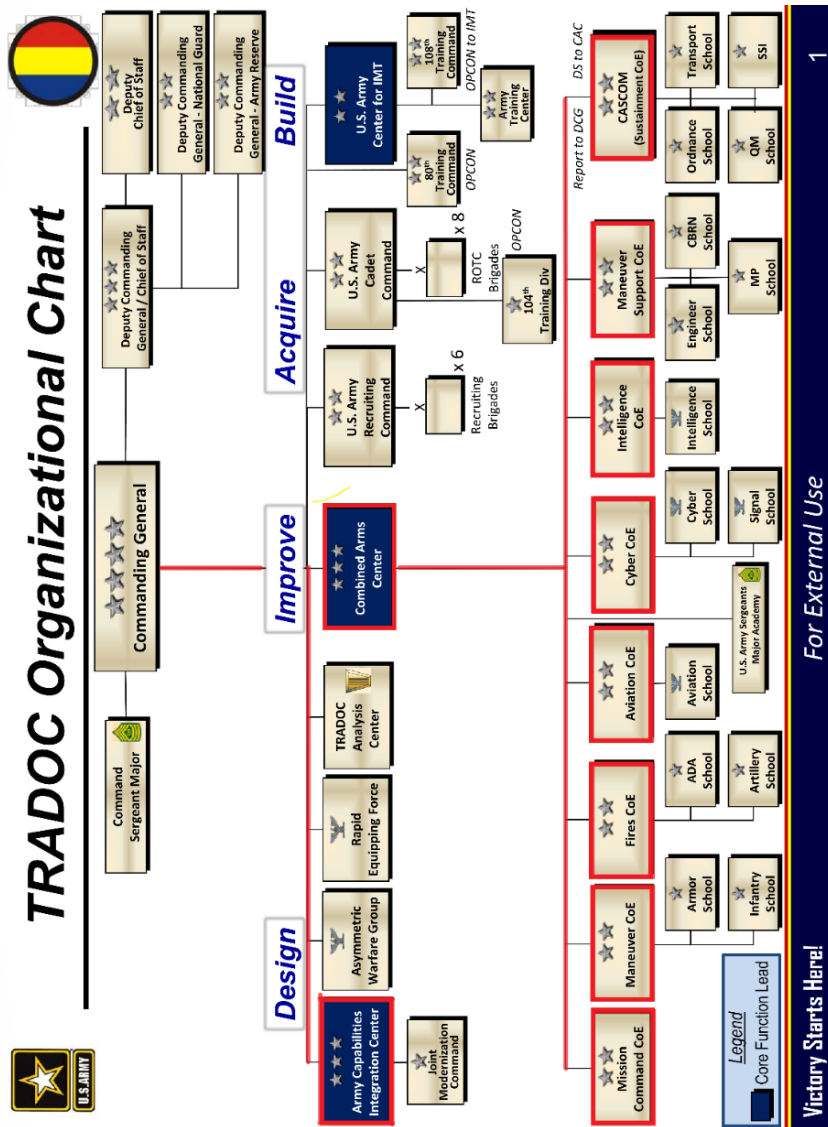 TRADOC Organizational Chart
U.S.ARMY
Command
Sergeant Major
Commanding General
Deputy Commanding
General / Chief of Staff
Deputy
Chief of Staff
Deputy Commanding
General - National Guard
Deputy Commanding
General - Army Reserve
Design
Improve
Acquire
Build
Army Capabilities
Integration Center
Joint
Modernization
Command
Asymmetric
Warfare Group
Rapid
Equipping Force
TRADOC
Analysis
Center
Combined Arms
Center
U.S. Army
Recruiting
Command
X
x 6
Recruiting
Brigades
U.S. Army
Cadet
Command
X
x 8
ROTC
Brigades
OPCON
104th
Training Div
80th
Training
Command
OPCON
U.S. Army
Center for IMT
108th
Training
Command
OPCON to IMT
Army
Training
Center
Report to DCG
DS to CAC
Mission
Command CoE
Maneuver CoE
Armor
School
Infantry
School
Fires CoE
ADA
School
Artillery
School
Aviation CoE
Aviation
School
U.S. Army Sergeants
Major Academy
Cyber CoE
Cyber
School
Signal
School
Intelligence
CoE
Intelligence
School
Maneuver
Support CoE
Engineer
School
CBRN
School
MP
School
CASCOM
(Sustainment CoE)
Ordnance
School
Transport
School
QM
School
SSI
Legend
Core Function Lead
Victory Starts Here!
For External Use
1